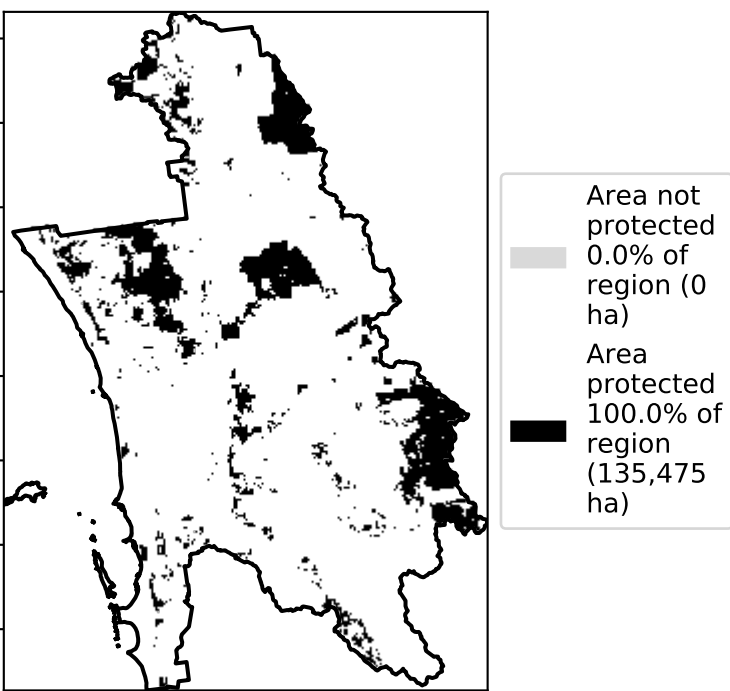 Area not
protected
0.0% of
region (0
ha)
Area
protected
100.0% of
region
(135,475
ha)